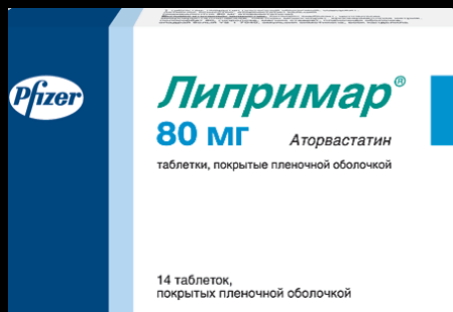 Pfizer
Липримар®
80 мг Аторвастатин
таблетки, покрытые пленочной оболочкой
14 таблеток,
покрытых пленочной оболочкой